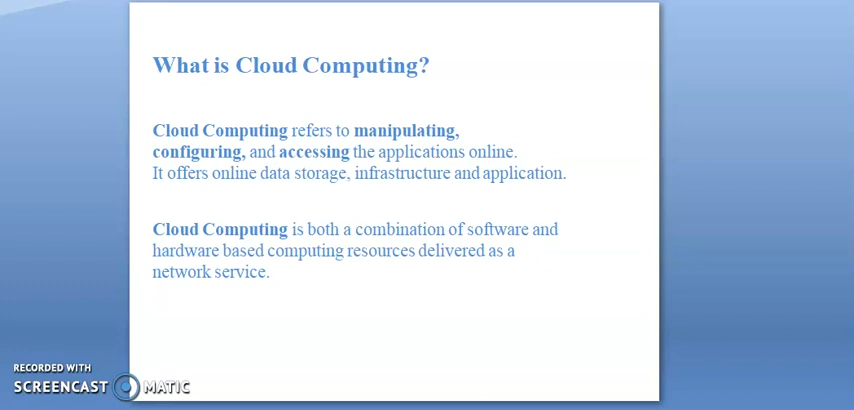 What is Cloud Computing?
Cloud Computing refers to manipulating,
configuring, and accessing the applications online.
It offers online data storage, infrastructure and application.
Cloud Computing is both a combination of software and
hardware based computing resources delivered as a
network service.
RECORDED WITH
SCREENCAST MATIC